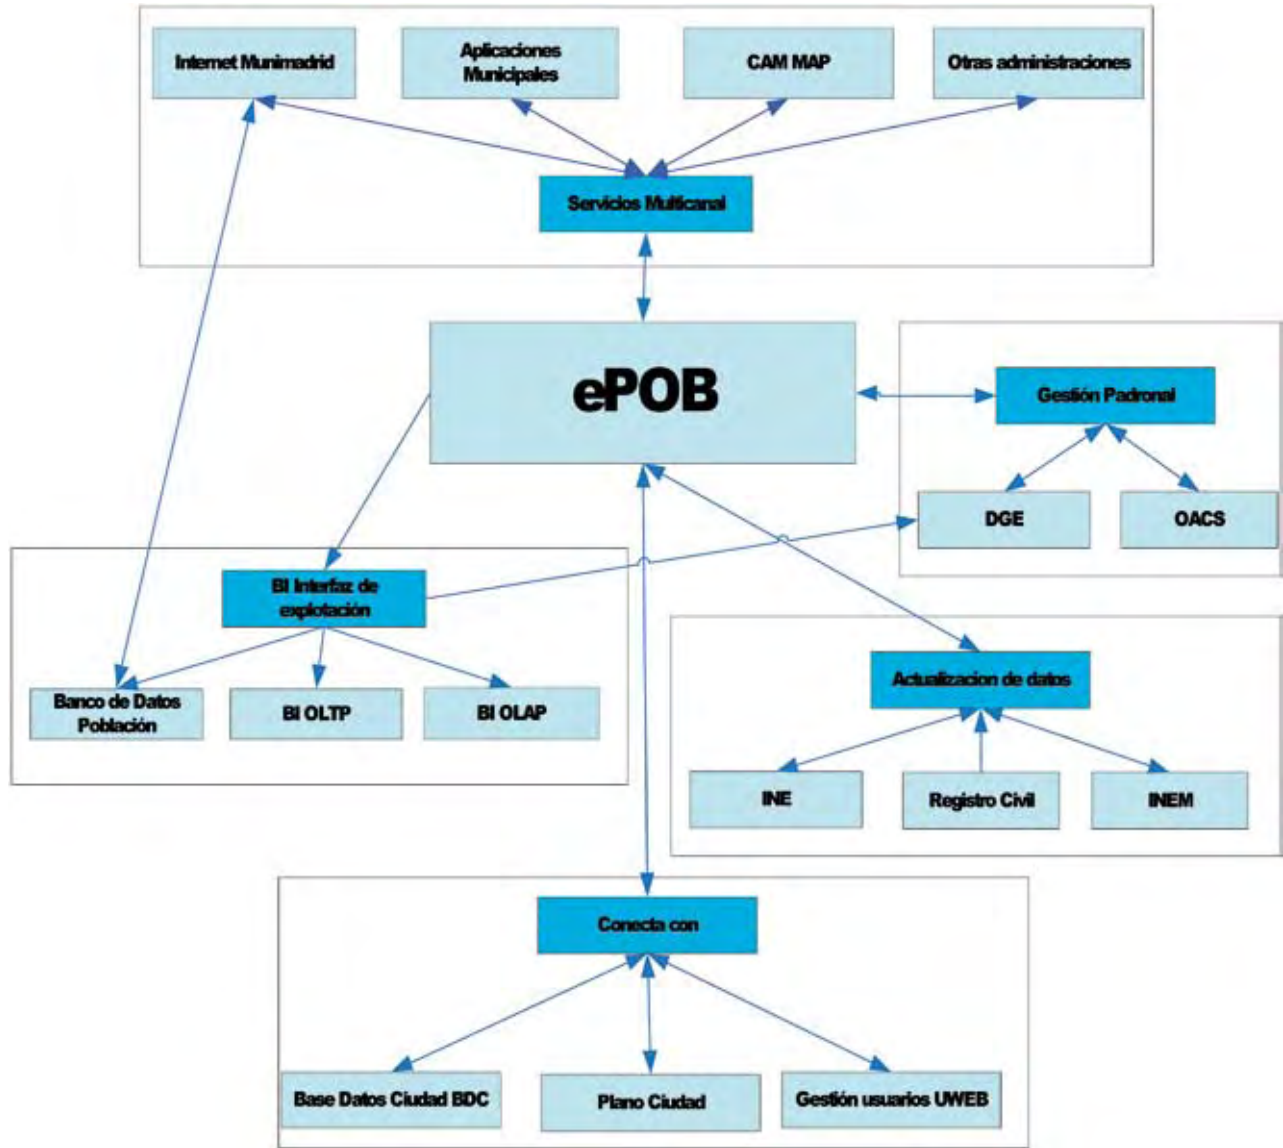 Internet Munimadrid
Aplicaciones
Municipales
CAM MAP
Otras administraciones
Servicios Multicanal
ePOB
Gestión Padronal
DGE
OACS
BI Interfaz de
explotación
Banco de Datos
Población
BI OLTP
BI OLAP
Actualizacion de datos
INE
Registro Civil
INEM
Conecta con
Base Datos Ciudad BDC
Plano Ciudad
Gestión usuarios UWEB